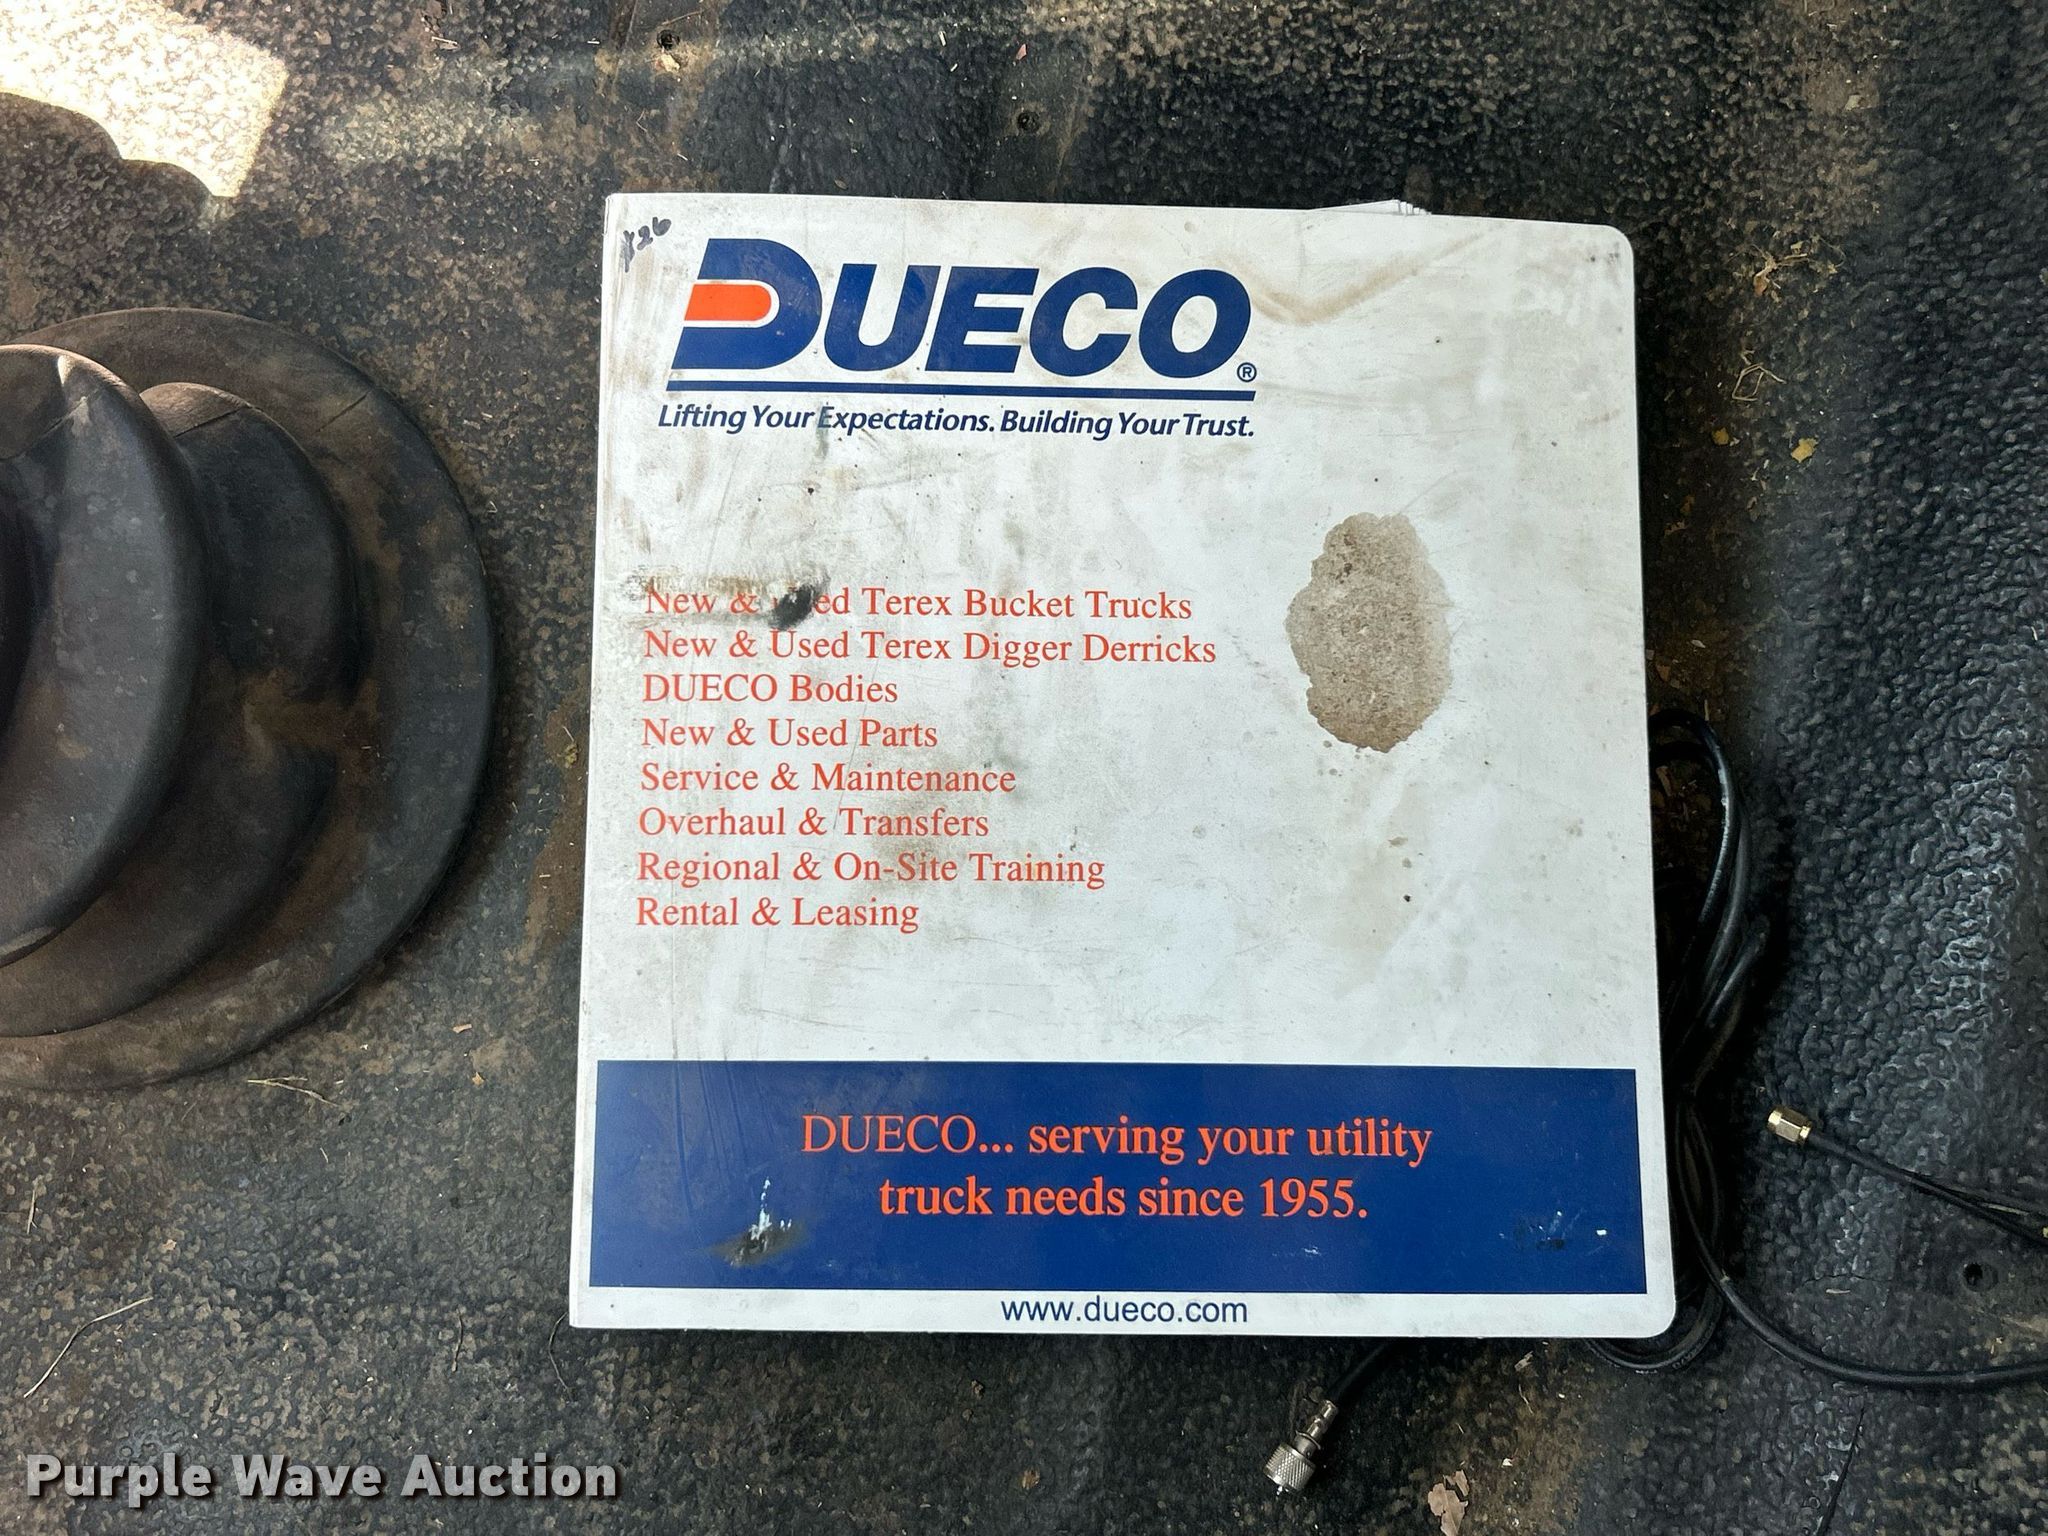 DUECO®
Lifting Your Expectations. Building Your Trust.
New & Used Terex Bucket Trucks
New & Used Terex Digger Derricks
DUECO Bodies
New & Used Parts
Service & Maintenance
Overhaul & Transfers
Regional & On-Site Training
Rental & Leasing
DUECO... serving your utility
truck needs since 1955.
www.dueco.com
Purple Wave Auction